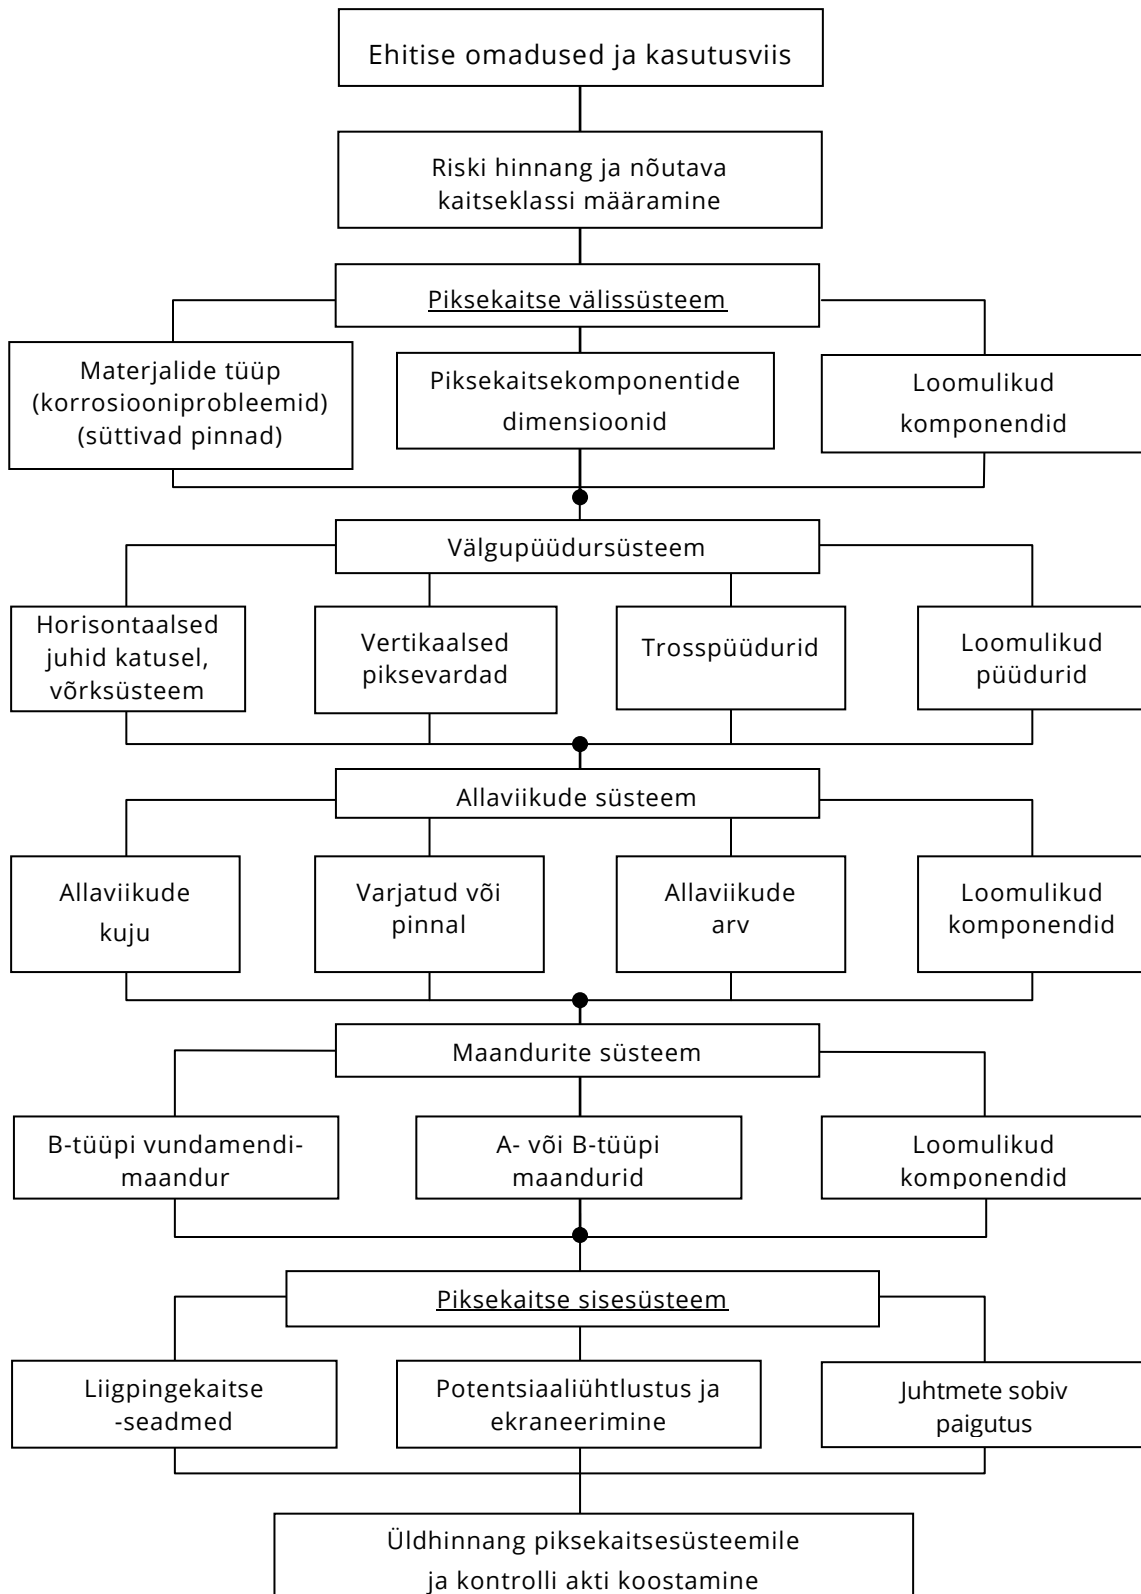 Ehitise omadused ja kasutusviis
Riski hinnang ja nõutava
kaitseklassi määramine
Piksekaitse välissüsteem
Materjalide tüüp
(korrosiooniprobleemid)
(süttivad pinnad)
Piksekaitsekomponentide
dimensioonid
Loomulikud
komponendid
Välgupüüdursüsteem
Horisontaalsed
juhid katusel,
võrksüsteem
Vertikaalsed
piksevardad
Trosspüüdurid
Loomulikud
püüdurid
Allaviikude süsteem
Allaviikude
kuju
Varjatud või
pinnal
Allaviikude
arv
Loomulikud
komponendid
Maandurite süsteem
B-tüüpi vundamendi-
maandur
A- või B-tüüpi
maandurid
Loomulikud
komponendid
Piksekaitse sisesüsteem
Liigpingekaitse
-seadmed
Potentsiaaliühtlustus ja
ekraneerimine
Juhtmete sobiv
paigutus
Üldhinnang piksekaitsesüsteemile
ja kontrolli akti koostamine